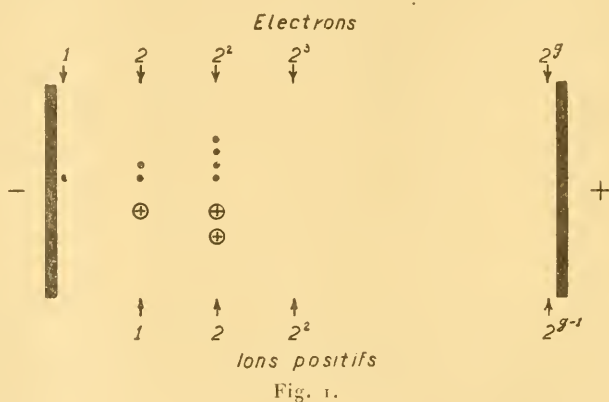 Electrons
1 2 2² 2³ 2^g
− +
1 2 2² 2^{g-1}
Ions positifs
Fig. 1.